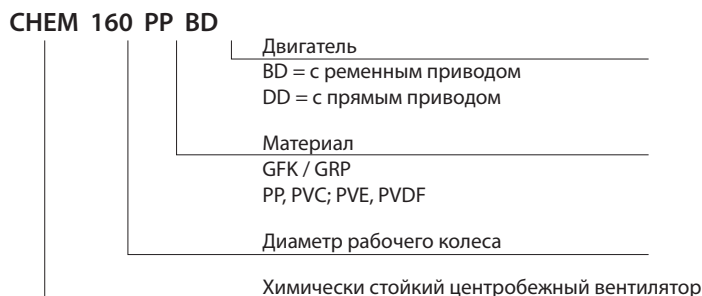 CHEM 160 PP BD
Двигатель
BD = с ременным приводом
DD = с прямым приводом
Материал
GFK / GRP
PP, PVC; PVE, PVDF
Диаметр рабочего колеса
Химически стойкий центробежный вентилятор